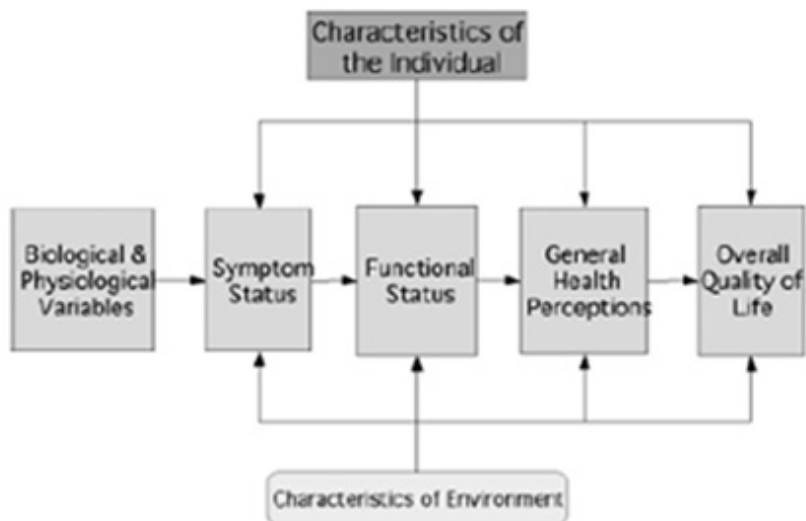 Characteristics of
the Individual
Biological &
Physiological
Variables
Symptom
Status
Functional
Status
General
Health
Perceptions
Overall
Quality of
Life
Characteristics of Environment